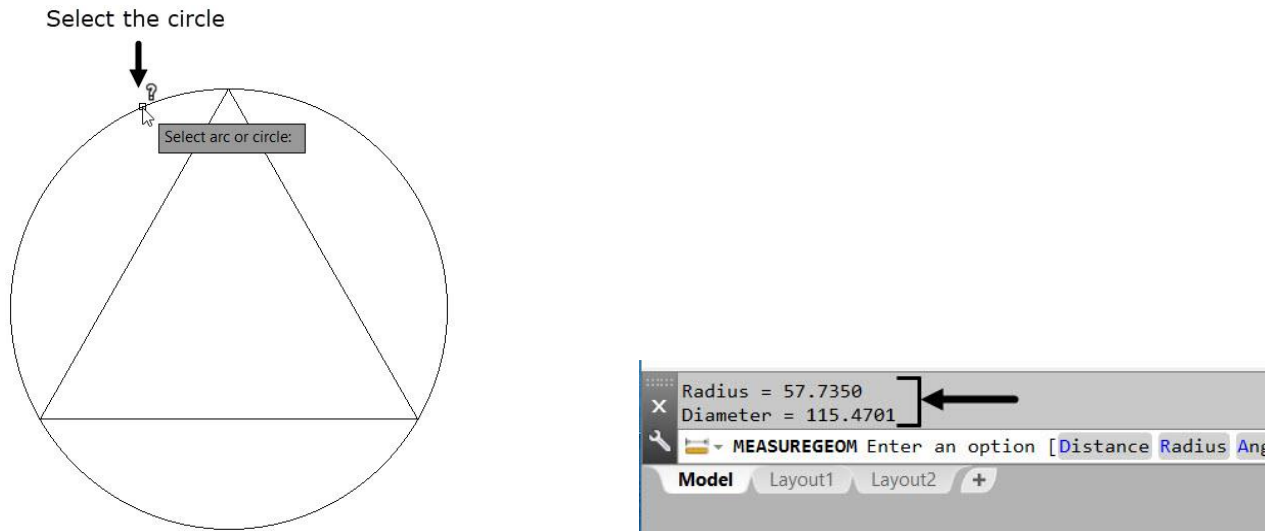 Select the circle
?
Select arc or circle:
Radius = 57.7350
Diameter = 115.4701
MEASUREGEOM Enter an option [Distance Radius Ang
Model Layout1 Layout2 +